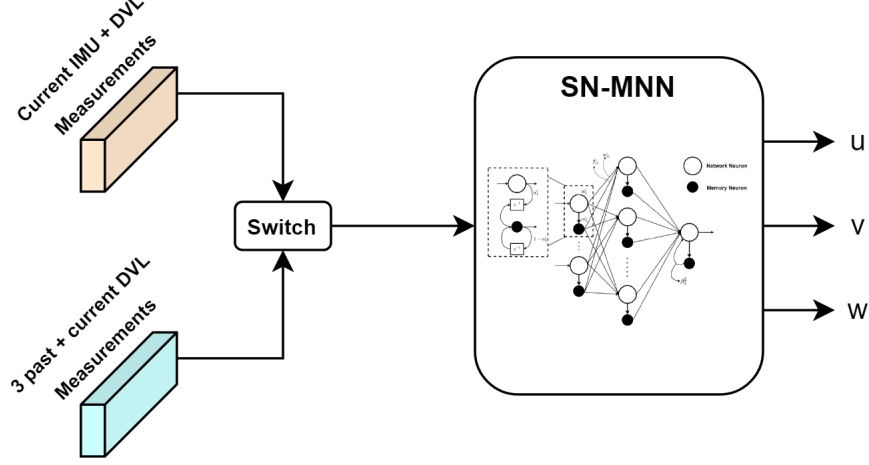 Current IMU + DVL
Measurements
3 past + current DVL
Measurements
Switch
SN-MNN
Network Neuron
Memory Neuron
u
v
w